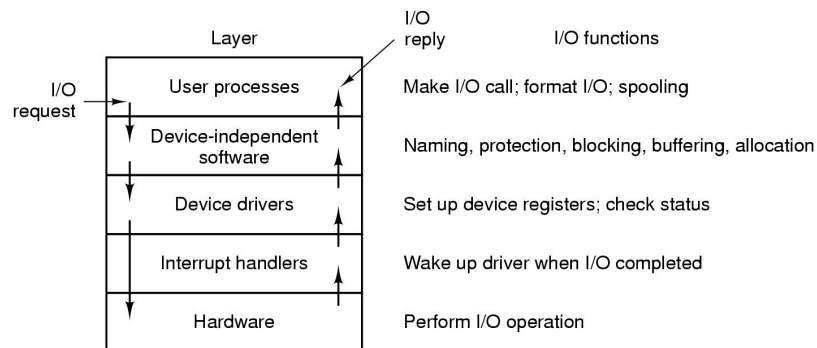 I/O
reply
Layer
I/O functions
I/O
request
User processes
Make I/O call; format I/O; spooling
Device-independent
software
Naming, protection, blocking, buffering, allocation
Device drivers
Set up device registers; check status
Interrupt handlers
Wake up driver when I/O completed
Hardware
Perform I/O operation